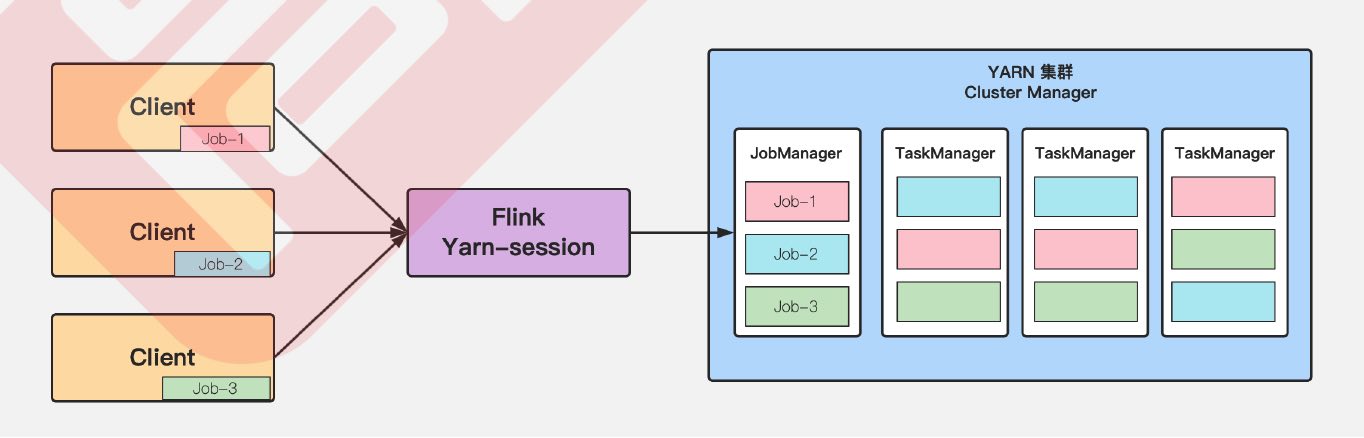 Client
Job-1
Client
Job-2
Client
Job-3
Flink
Yarn-session
YARN 集群
Cluster Manager
JobManager
Job-1
Job-2
Job-3
TaskManager
TaskManager
TaskManager